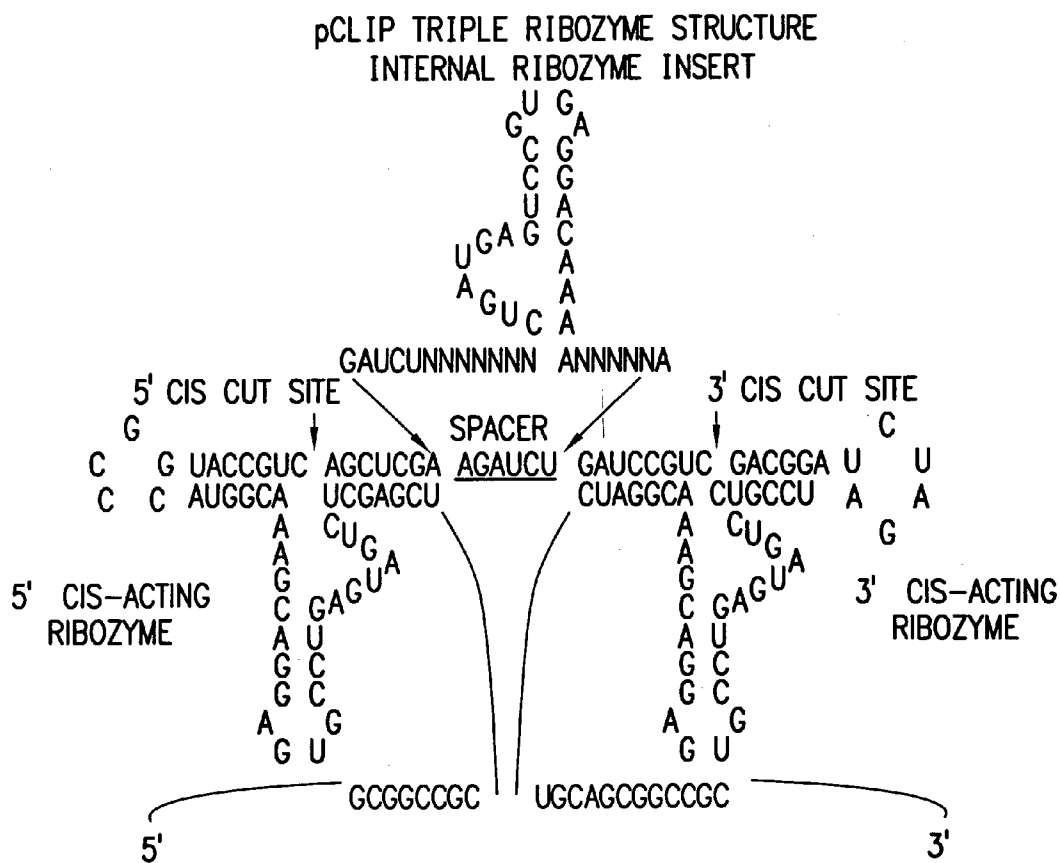 pCLIP TRIPLE RIBOZYME STRUCTURE
INTERNAL RIBOZYME INSERT
U G
G A
C G
C G
U A
U G A G C
A A
G U C A
A
GAUCUNNNNNNN ANNNNNA
5' CIS CUT SITE
3' CIS CUT SITE
SPACER
G
C
C G UACCGUC AGCUCGA AGAUCU GAUCCGUC GACGGA U U
C C AUGGCA UCGAGCU CUAGGCA CUGCCU A A
G
A C U G A
A G A G U
G
C G
A U
G C
G C
A G
G U
A C U G A
A G A G U
G
C G
A U
G C
G C
A G
G U
5' CIS-ACTING
RIBOZYME
3' CIS-ACTING
RIBOZYME
GCGGCCGC UGCAGCGGCCGC
5'
3'